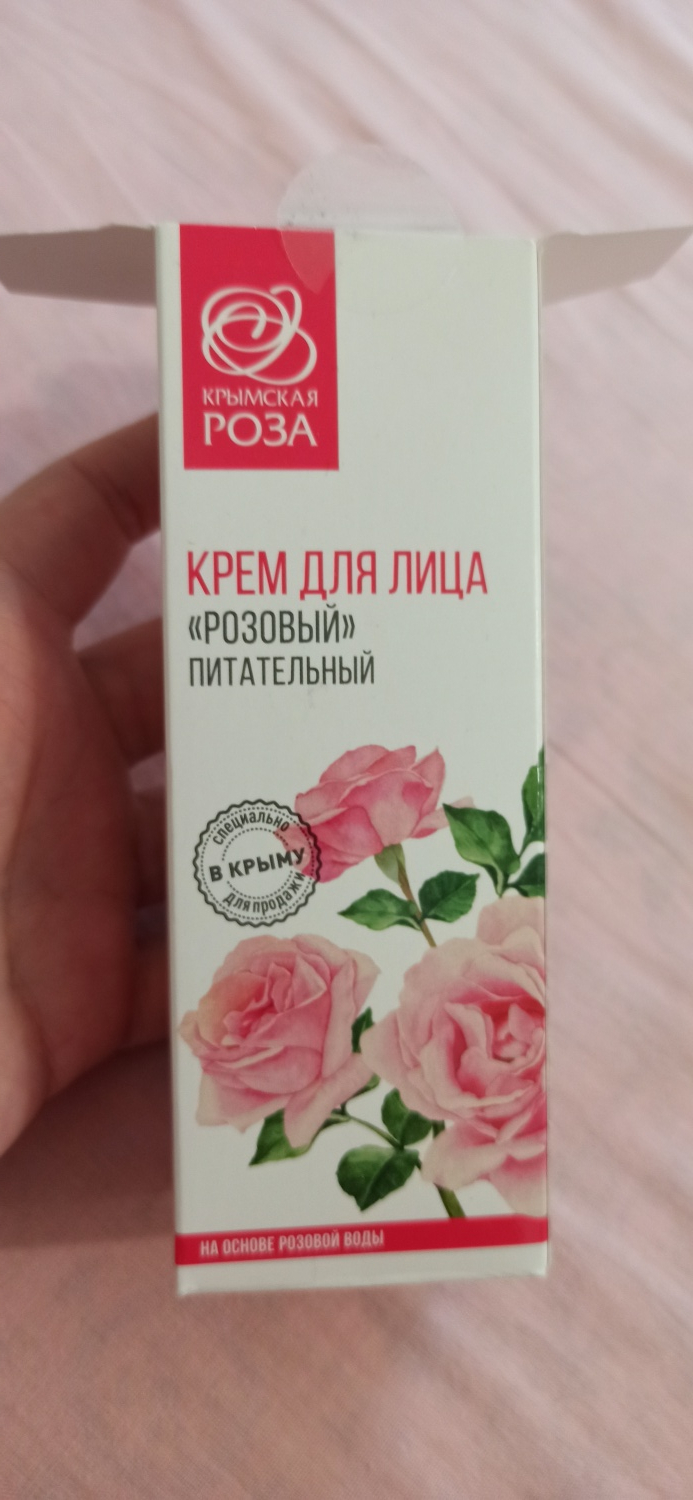 КРЫМСКАЯ
РОЗА
КРЕМ ДЛЯ ЛИЦА
«РОЗОВЫЙ»
ПИТАТЕЛЬНЫЙ
специально
В КРЫМУ
для продажи
НА ОСНОВЕ РОЗОВОЙ ВОДЫ